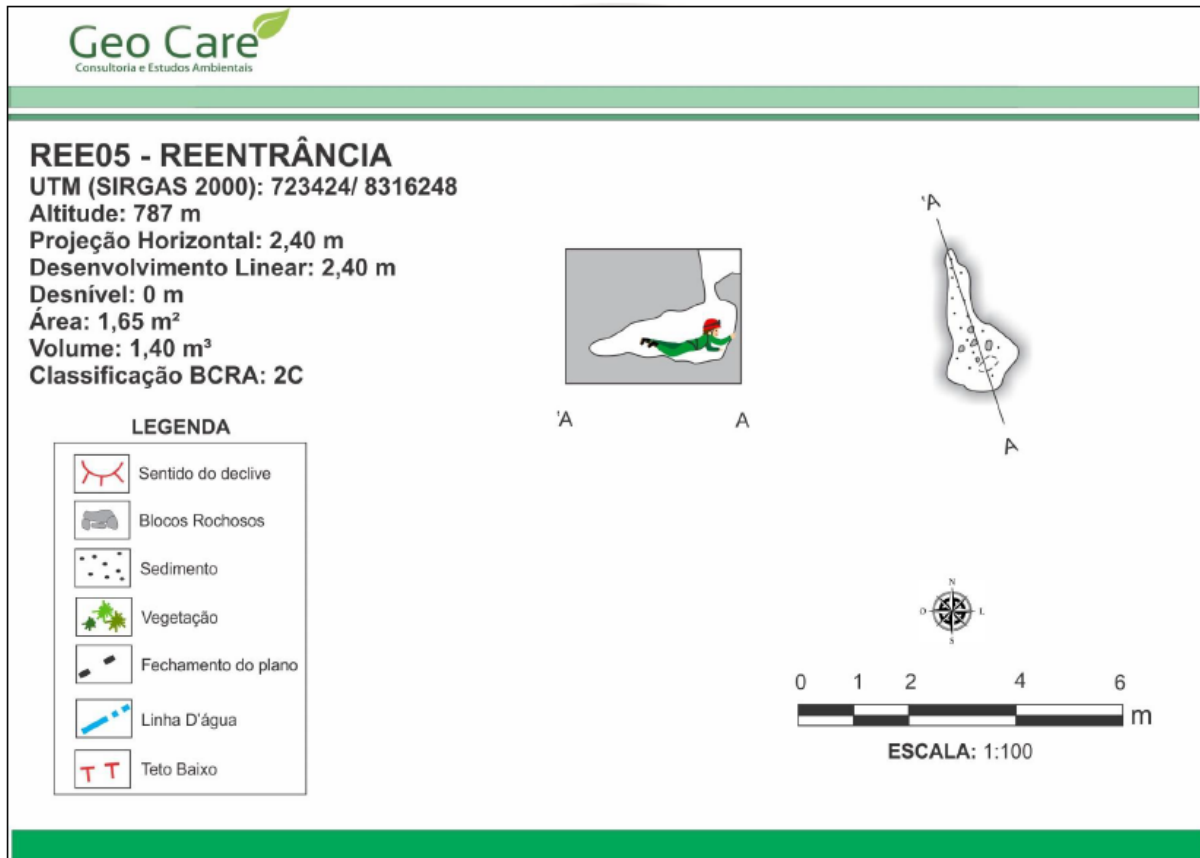 Geo Care
Consultoria e Estudos Ambientais
REE05 - REENTRÂNCIA
UTM (SIRGAS 2000): 723424/ 8316248
Altitude: 787 m
Projeção Horizontal: 2,40 m
Desenvolvimento Linear: 2,40 m
Desnível: 0 m
Área: 1,65 m²
Volume: 1,40 m³
Classificação BCRA: 2C
'A
A
'A
A
LEGENDA
Sentido do declive
Blocos Rochosos
Sedimento
Vegetação
Fechamento do plano
Linha D'água
Teto Baixo
N
O L
S
0 1 2 4 6
m
ESCALA: 1:100